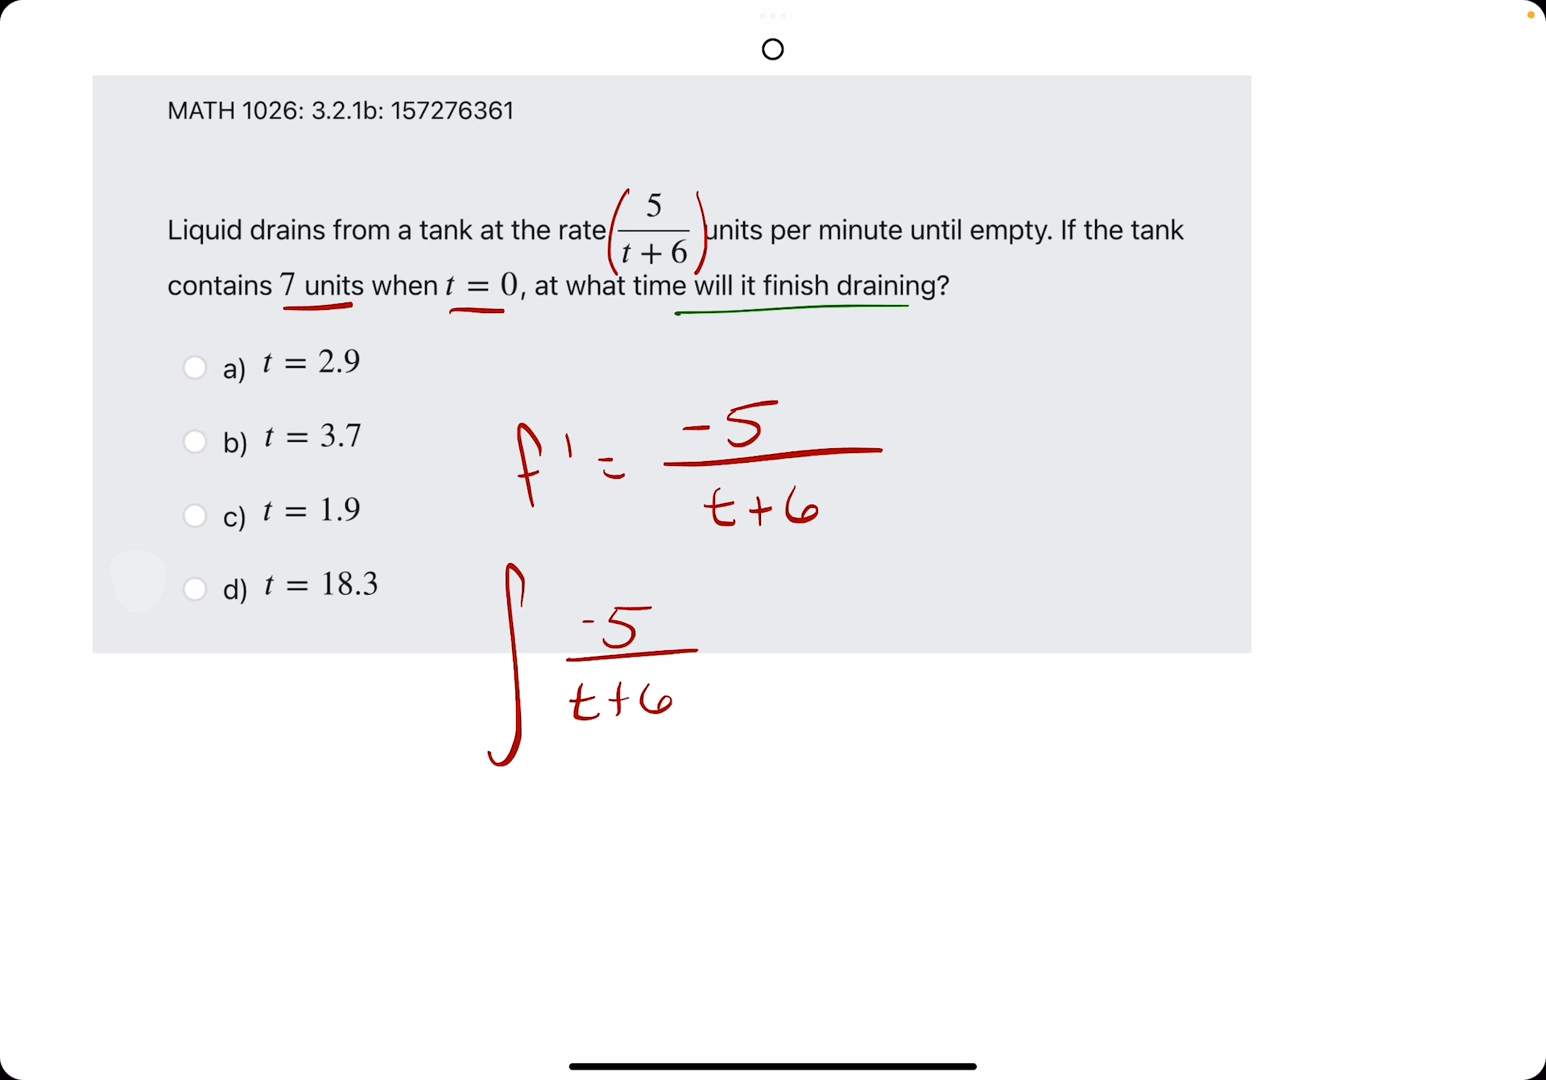 MATH 1026: 3.2.1b: 157276361
Liquid drains from a tank at the rate (5/(t + 6)) units per minute until empty. If the tank
contains 7 units when t = 0, at what time will it finish draining?
a) t = 2.9
b) t = 3.7
c) t = 1.9
d) t = 18.3
f' = -5/(t+6)
∫ -5/(t+6)